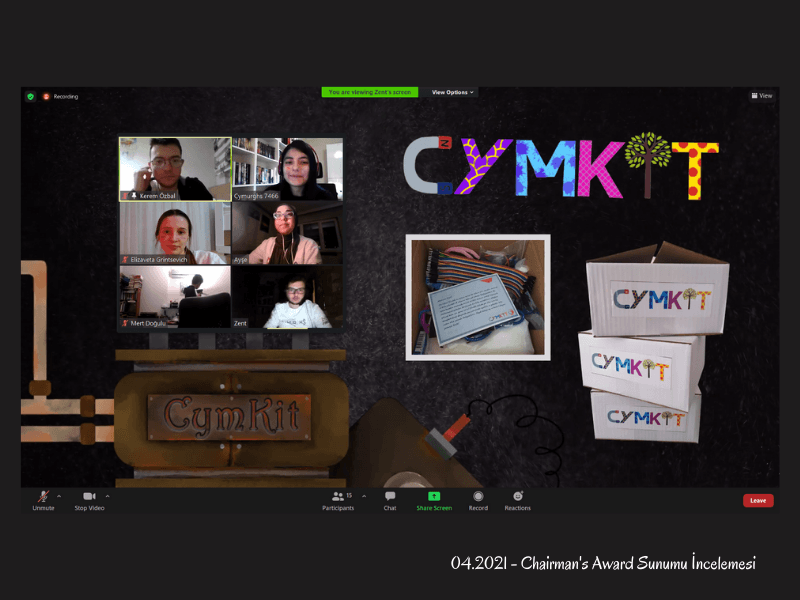 Recording
You are viewing Zent's screen
View Options
View
Kerem Özbal
Cymurghs 7466
Elizaveta Grintsevich
Ayşe
Mert Doğulu
Zent
CYMKIT
N
CymKit
CYMKIT
CYMKIT
CYMKIT
Unmute
Stop Video
15
Participants
Chat
Share Screen
Record
Reactions
Leave
04.2021 - Chairman's Award Sunumu İncelemesi